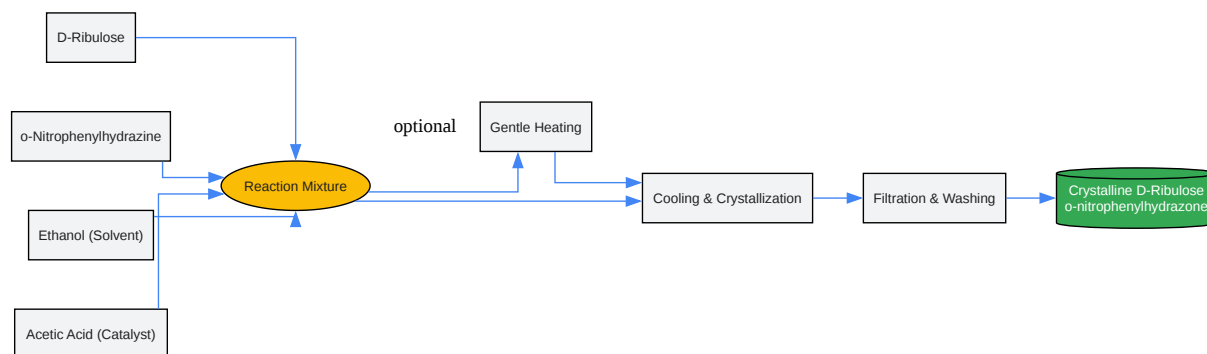 D-Ribulose
optional
Gentle Heating
o-Nitrophenylhydrazine
Reaction Mixture
Cooling & Crystallization
Filtration & Washing
Crystalline D-Ribulose
o-nitrophenylhydrazone
Ethanol (Solvent)
Acetic Acid (Catalyst)